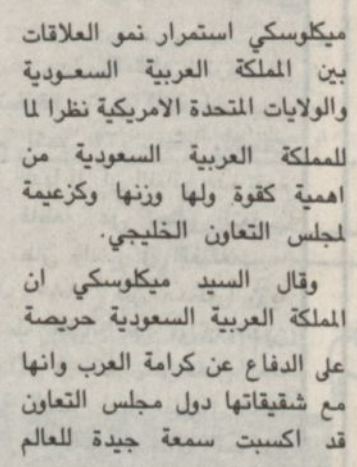 ميكلوسكي استمرار نمو العلاقات
بين المملكة العربية السعودية
والولايات المتحدة الامريكية نظرا لما
للمملكة العربية السعودية من
اهمية كقوة ولها وزنها وكزعيمة
لمجلس التعاون الخليجي.
وقال السيد ميكلوسكي ان
المملكة العربية السعودية حريصة
على الدفاع عن كرامة العرب وانها
مع شقيقاتها دول مجلس التعاون
قد اكسبت سمعة جيدة للعالم